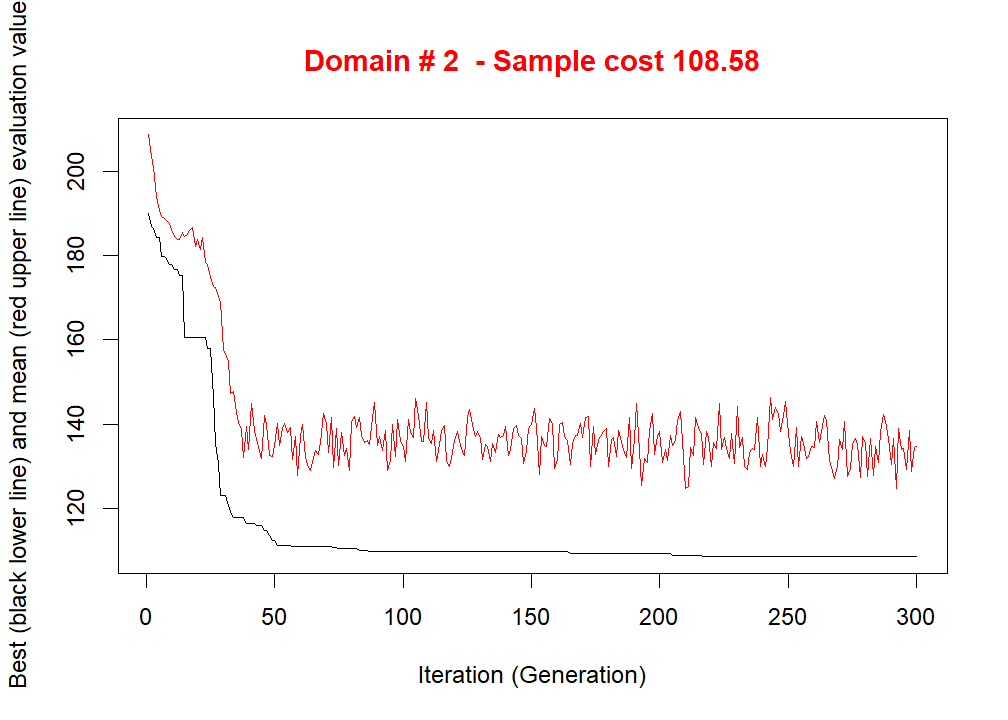 Domain # 2  - Sample cost 108.58
Best (black lower line) and mean (red upper line) evaluation value
200
180
160
140
120
0 50 100 150 200 250 300
Iteration (Generation)